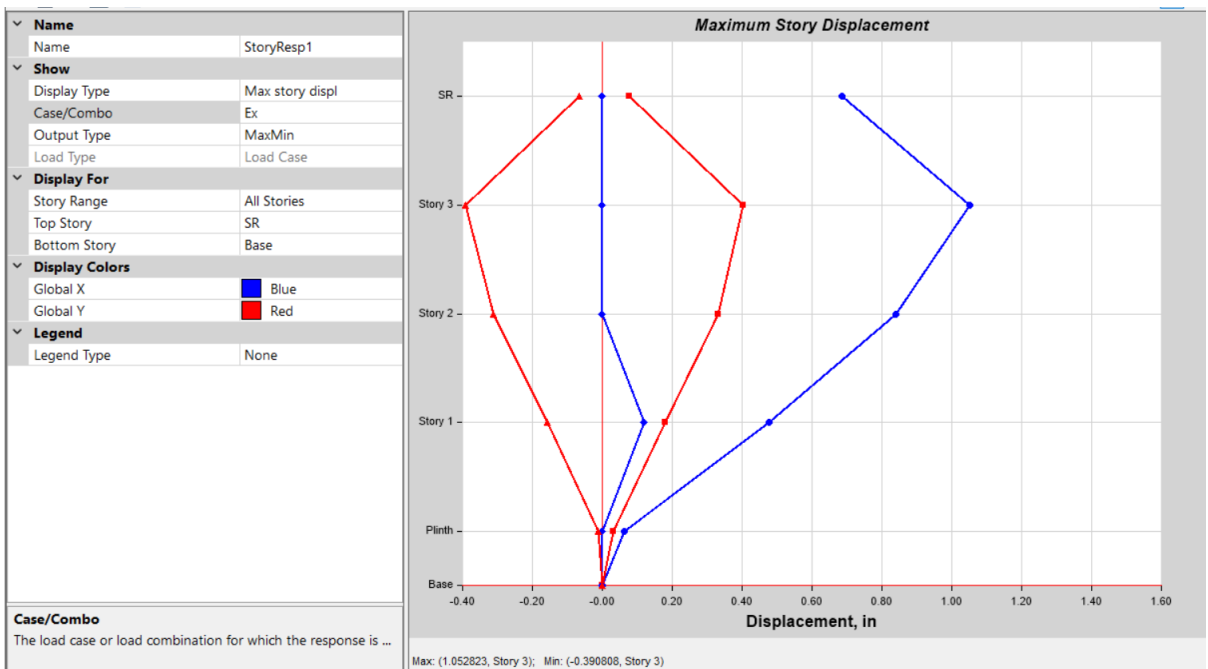 Name
Name StoryResp1
Show
Display Type Max story displ
Case/Combo Ex
Output Type MaxMin
Load Type Load Case
Display For
Story Range All Stories
Top Story SR
Bottom Story Base
Display Colors
Global X Blue
Global Y Red
Legend
Legend Type None
Case/Combo
The load case or load combination for which the response is ...
Maximum Story Displacement
SR
Story 3
Story 2
Story 1
Plinth
Base
-0.40 -0.20 -0.00 0.20 0.40 0.60 0.80 1.00 1.20 1.40 1.60
Displacement, in
Max: (1.052823, Story 3); Min: (-0.390808, Story 3)